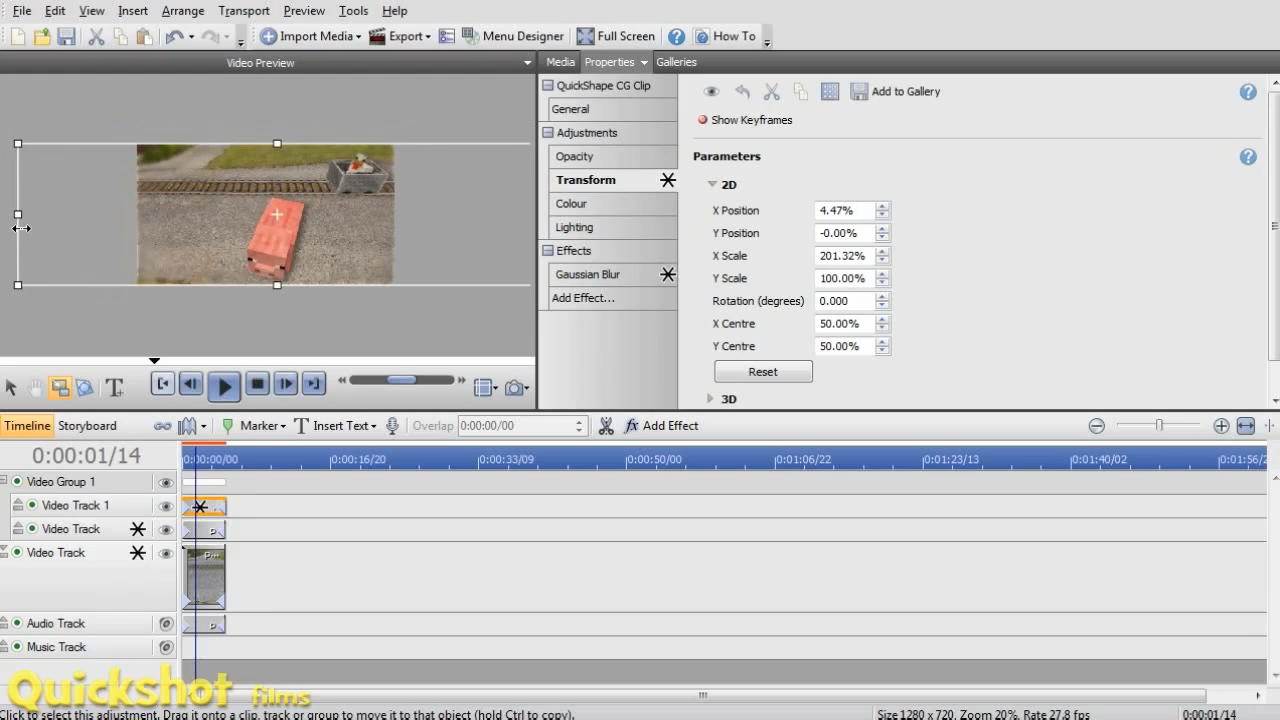 File Edit View Insert Arrange Transport Preview Tools Help
Import Media Export Menu Designer Full Screen How To
Video Preview
Media Properties Galleries
QuickShape CG Clip
General
Adjustments
Opacity
Transform
Colour
Lighting
Effects
Gaussian Blur
Add Effect...
Add to Gallery
Show Keyframes
Parameters
2D
X Position 4.47%
Y Position -0.00%
X Scale 201.32%
Y Scale 100.00%
Rotation (degrees) 0.000
X Centre 50.00%
Y Centre 50.00%
Reset
3D
Timeline Storyboard Marker Insert Text Overlap 0:00:00/00 Add Effect
0:00:01/14 0:00:00/00 0:00:16/20 0:00:33/09 0:00:50/00 0:01:06/22 0:01:23/13 0:01:40/02 0:01:56/2
Video Group 1
Video Track 1
Video Track
Video Track
Audio Track
Music Track
Quickshot films
Click to select this adjustment. Drag it onto a clip, track or group to move it to that object (hold Ctrl to copy). Size 1280 x 720, Zoom 20%, Rate 27.8 fps 0:00:01/14